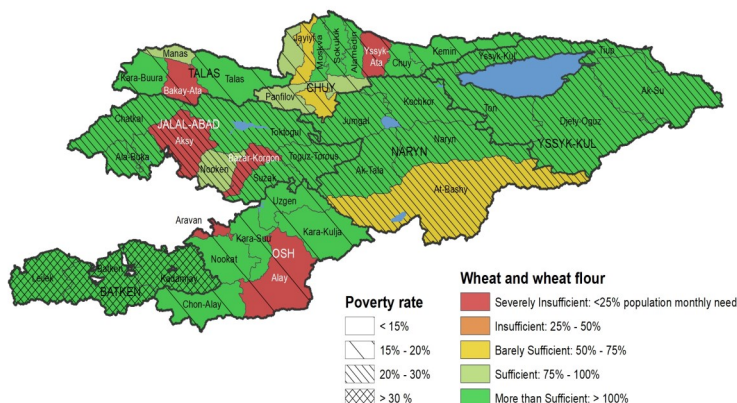 Manas
TALAS
Kara-Buura
Talas
Bakay-Ata
Jayyl
Moskva
Sokuluk
Alamedin
Yssyk-
Ata
Chuy
Kemin
Yssyk-Kul
Tiup
CHUY
Panfilov
Ak-Su
Kochkor
Ton
Djety-Oguz
Chatkal
JALAL-ABAD
Aksy
Toktogul
Jumgal
Ala-Buka
Bazar-Korgon
Toguz-Torous
NARYN
Naryn
YSSYK-KUL
Nooken
Suzak
Ak-Tala
At-Bashy
Uzgen
Aravan
Kara-Suu
Kara-Kulja
OSH
Nookat
Alay
Leilek
Batken
Kadamjay
BATKEN
Chon-Alay
Poverty rate
< 15%
15% - 20%
20% - 30%
> 30 %
Wheat and wheat flour
Severely Insufficient: <25% population monthly need
Insufficient: 25% - 50%
Barely Sufficient: 50% - 75%
Sufficient: 75% - 100%
More than Sufficient: > 100%